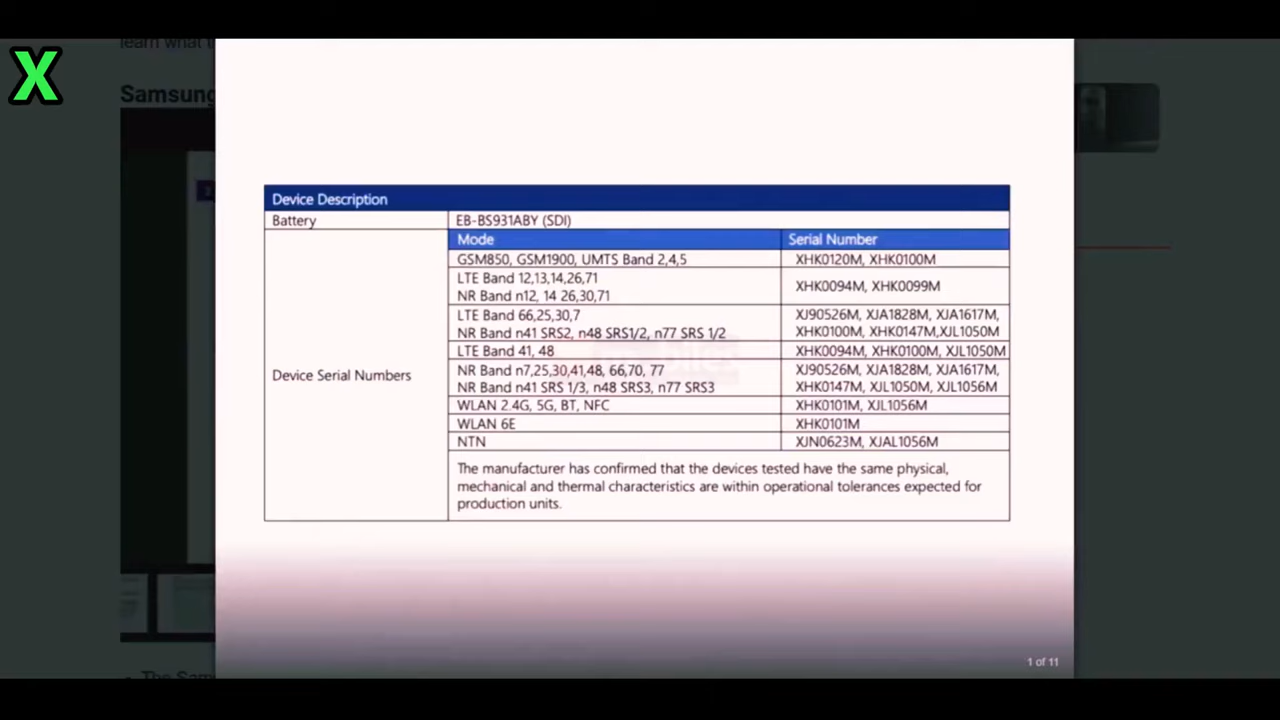 learn what t
X
Samsung
Device Description
Battery
EB-BS931ABY (SDI)
Mode
Serial Number
GSM850, GSM1900, UMTS Band 2,4,5
XHK0120M, XHK0100M
LTE Band 12,13,14,26,71
NR Band n12, 14 26,30,71
XHK0094M, XHK0099M
LTE Band 66,25,30,7
NR Band n41 SRS2, n48 SRS1/2, n77 SRS 1/2
XJ90526M, XJA1828M, XJA1617M,
XHK0100M, XHK0147M,XJL1050M
LTE Band 41, 48
XHK0094M, XHK0100M, XJL1050M
Device Serial Numbers
NR Band n7,25,30,41,48, 66,70, 77
NR Band n41 SRS 1/3, n48 SRS3, n77 SRS3
XJ90526M, XJA1828M, XJA1617M,
XHK0147M, XJL1050M, XJL1056M
WLAN 2.4G, 5G, BT, NFC
XHK0101M, XJL1056M
WLAN 6E
XHK0101M
NTN
XJN0623M, XJAL1056M
The manufacturer has confirmed that the devices tested have the same physical,
mechanical and thermal characteristics are within operational tolerances expected for
production units.
1 of 11
The Sam